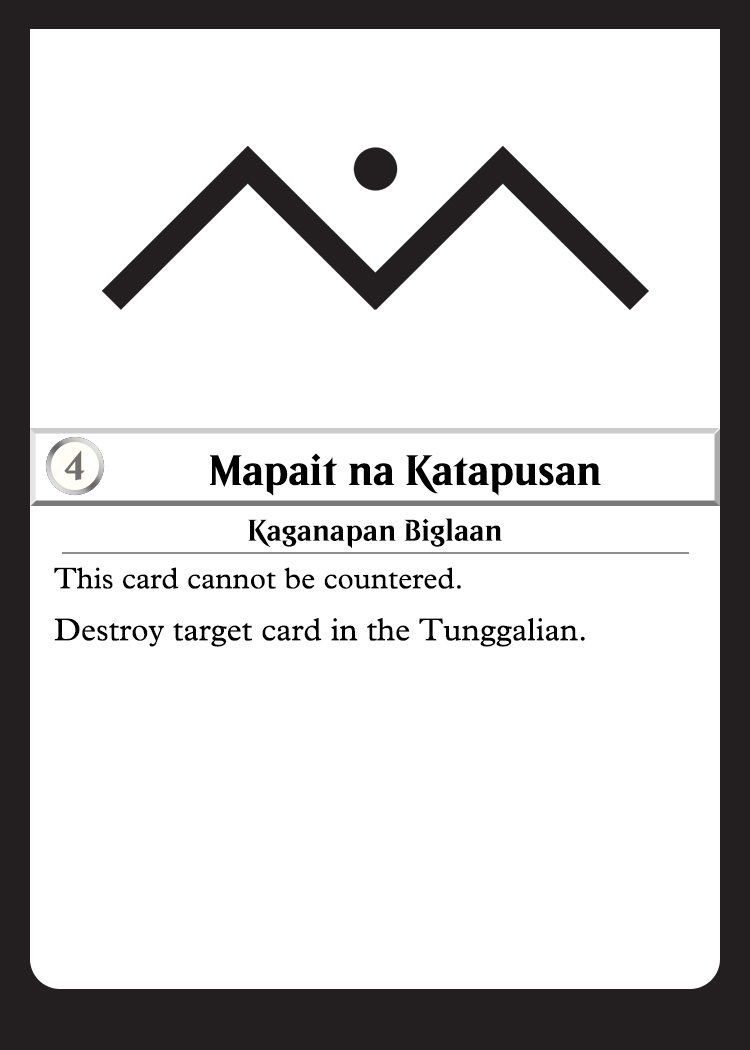 4
Mapait na Katapusan
Kaganapan Biglaan
This card cannot be countered.
Destroy target card in the Tunggalian.